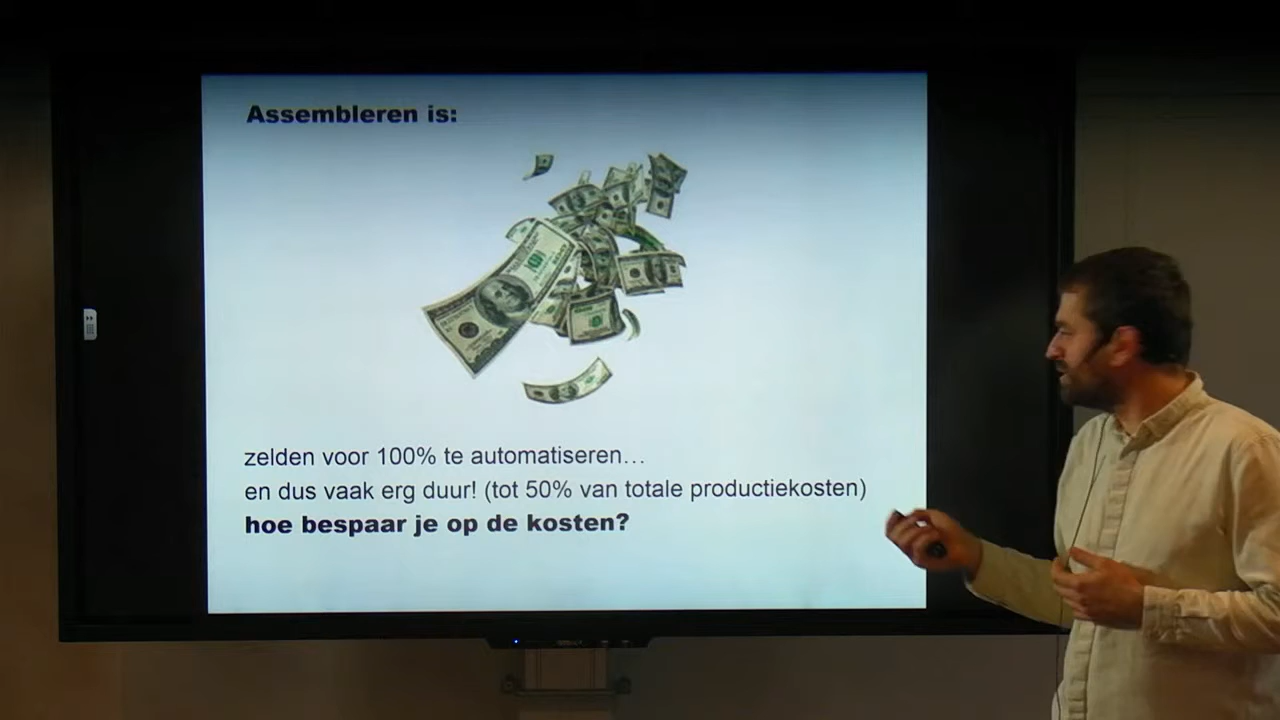 Assembleren is:
zelden voor 100% te automatiseren…
en dus vaak erg duur! (tot 50% van totale productiekosten)
hoe bespaar je op de kosten?